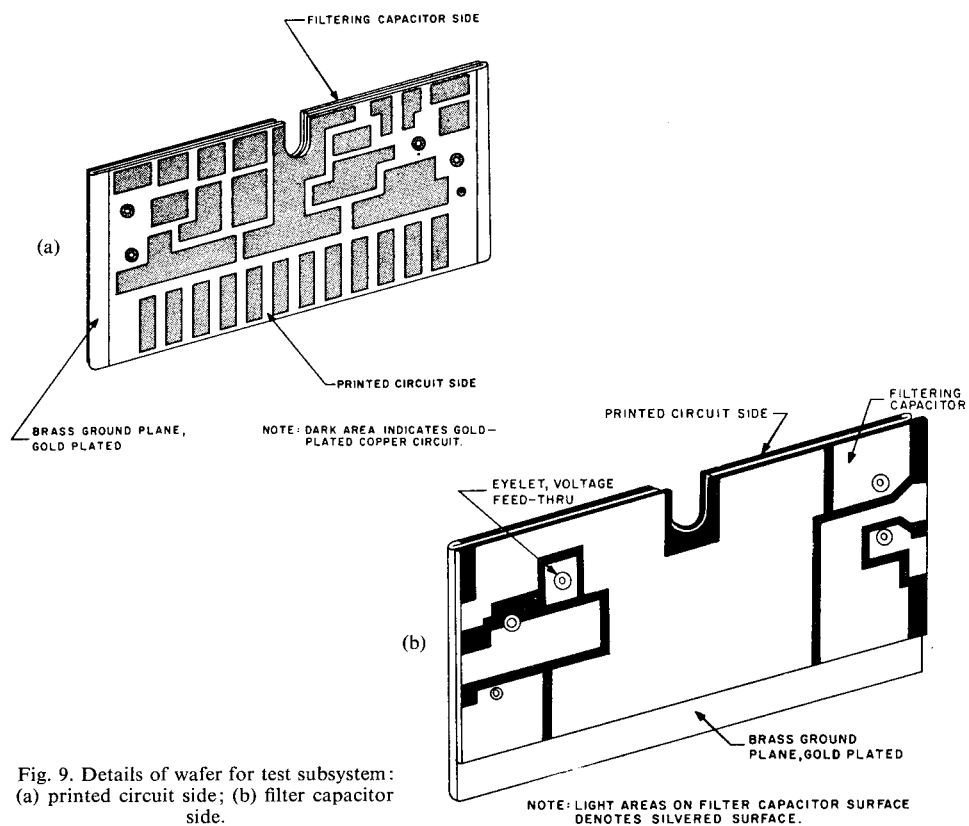 FILTERING CAPACITOR SIDE
(a)
PRINTED CIRCUIT SIDE
BRASS GROUND PLANE,
GOLD PLATED
NOTE: DARK AREA INDICATES GOLD-
PLATED COPPER CIRCUIT.
PRINTED CIRCUIT SIDE
FILTERING
CAPACITOR
EYELET, VOLTAGE
FEED-THRU
(b)
BRASS GROUND
PLANE, GOLD PLATED
Fig. 9. Details of wafer for test subsystem:
(a) printed circuit side; (b) filter capacitor
side.
NOTE: LIGHT AREAS ON FILTER CAPACITOR SURFACE
DENOTES SILVERED SURFACE.